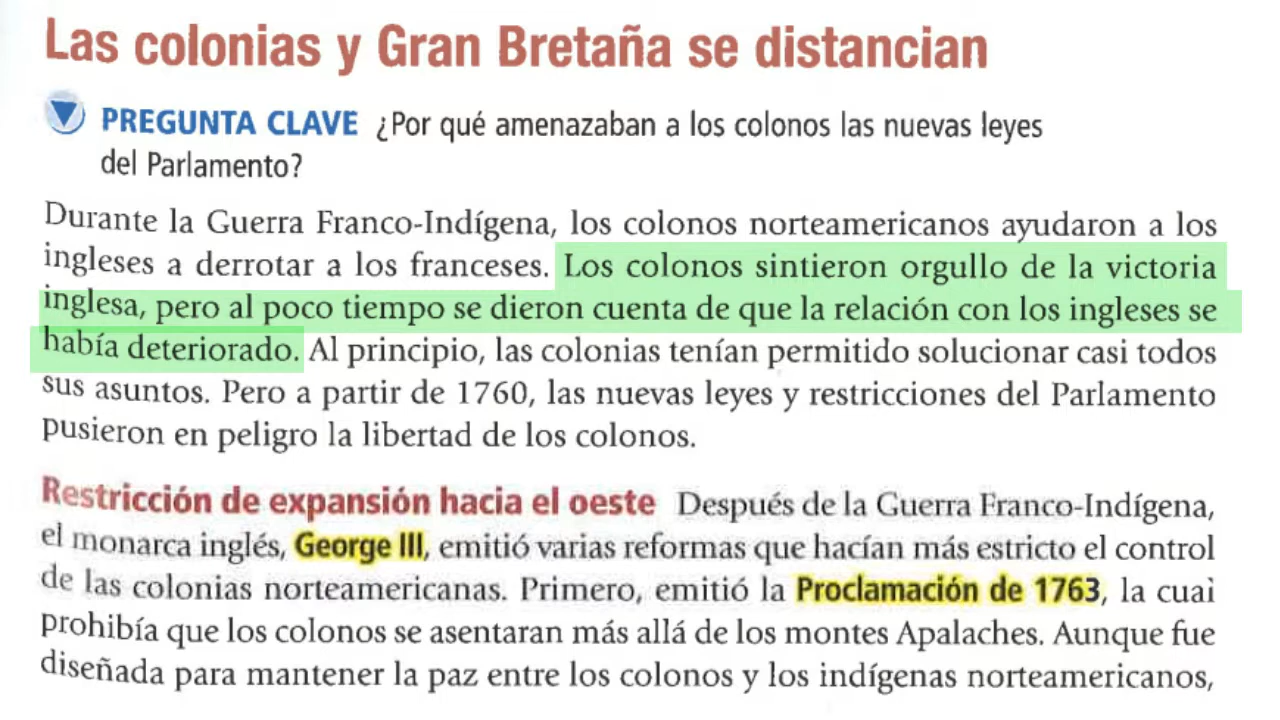 Las colonias y Gran Bretaña se distancian
PREGUNTA CLAVE ¿Por qué amenazaban a los colonos las nuevas leyes
del Parlamento?
Durante la Guerra Franco-Indígena, los colonos norteamericanos ayudaron a los
ingleses a derrotar a los franceses. Los colonos sintieron orgullo de la victoria
inglesa, pero al poco tiempo se dieron cuenta de que la relación con los ingleses se
había deteriorado. Al principio, las colonias tenían permitido solucionar casi todos
sus asuntos. Pero a partir de 1760, las nuevas leyes y restricciones del Parlamento
pusieron en peligro la libertad de los colonos.
Restricción de expansión hacia el oeste Después de la Guerra Franco-Indígena,
el monarca inglés, George III, emitió varias reformas que hacían más estricto el control
de las colonias norteamericanas. Primero, emitió la Proclamación de 1763, la cual
prohibía que los colonos se asentaran más allá de los montes Apalaches. Aunque fue
diseñada para mantener la paz entre los colonos y los indígenas norteamericanos,